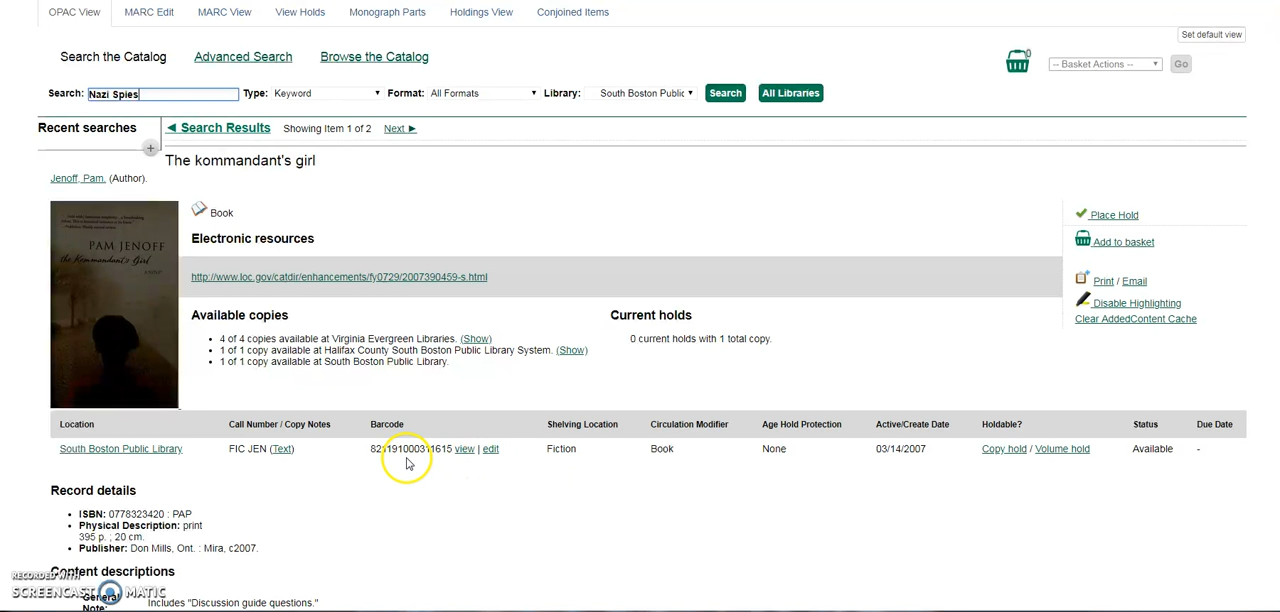 OPAC View MARC Edit MARC View View Holds Monograph Parts Holdings View Conjoined Items
Set default view
Search the Catalog Advanced Search Browse the Catalog
0
-- Basket Actions -- Go
Search: Nazi Spies Type: Keyword Format: All Formats Library: South Boston Public Search All Libraries
Recent searches
◄ Search Results Showing Item 1 of 2 Next ►
+
The kommandant's girl
Jenoff, Pam. (Author).
PAM JENOFF
the Kommandant's Girl
Book
Place Hold
Electronic resources
Add to basket
http://www.loc.gov/catdir/enhancements/fy0729/2007390459-s.html
Print / Email
Disable Highlighting
Clear AddedContent Cache
Available copies Current holds
4 of 4 copies available at Virginia Evergreen Libraries. (Show) 0 current holds with 1 total copy.
1 of 1 copy available at Halifax County South Boston Public Library System. (Show)
1 of 1 copy available at South Boston Public Library.
Location Call Number / Copy Notes Barcode Shelving Location Circulation Modifier Age Hold Protection Active/Create Date Holdable? Status Due Date
South Boston Public Library FIC JEN (Text) view | edit Fiction Book None 03/14/2007 Copy hold / Volume hold Available -
Record details
ISBN: 0778323420 : PAP
Physical Description: print
395 p. ; 20 cm.
Publisher: Don Mills, Ont. : Mira, c2007.
Content descriptions
RECORDED WITH
SCREENCAST MATIC
General Note: Includes "Discussion guide questions."